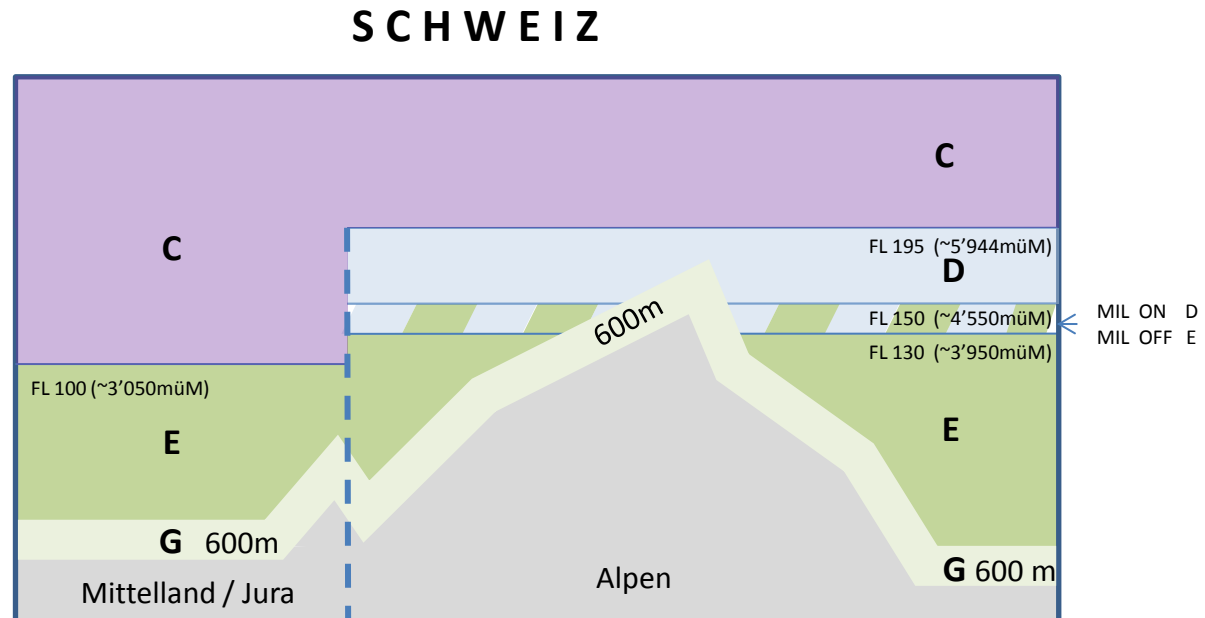 S C H W E I Z
C
C
FL 195 (~5’944müM)
D
600m
FL 150 (~4’550müM)
MIL ON D
MIL OFF E
FL 130 (~3’950müM)
FL 100 (~3’050müM)
E
E
G 600m
G 600 m
Mittelland / Jura
Alpen